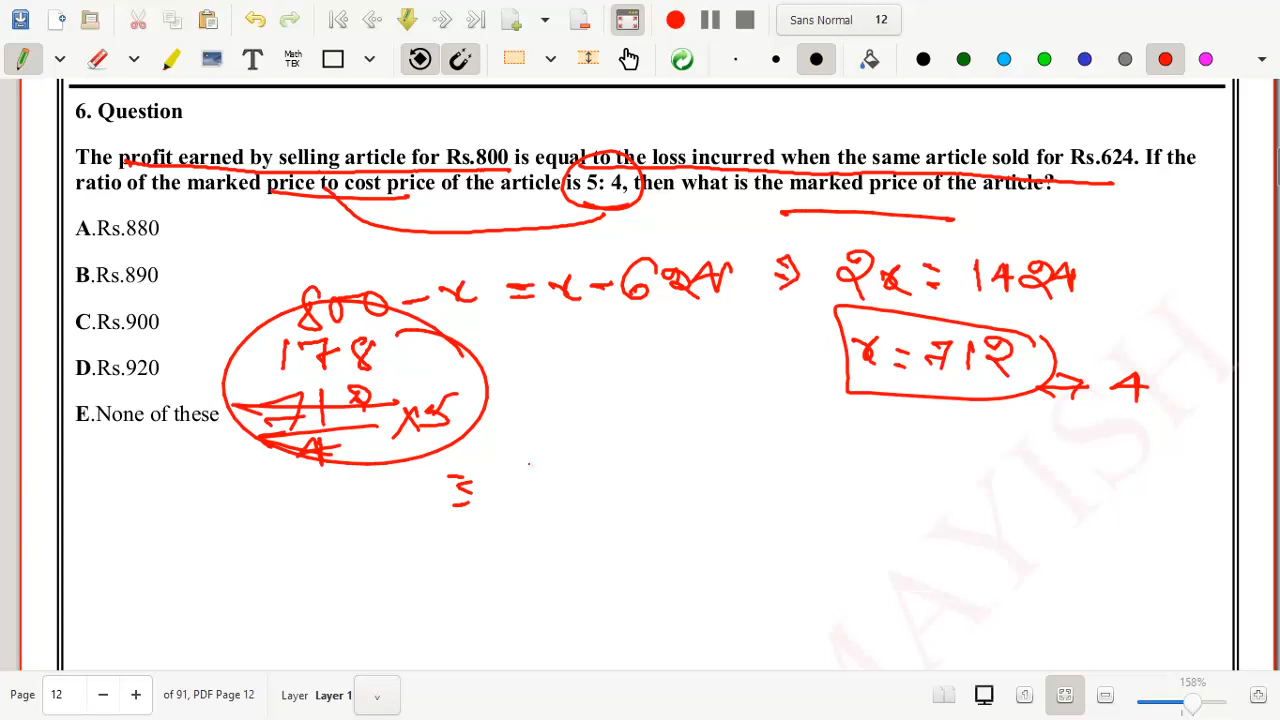 Sans Normal 12
Math
TEX
6. Question
The profit earned by selling article for Rs.800 is equal to the loss incurred when the same article sold for Rs.624. If the
ratio of the marked price to cost price of the article is 5: 4, then what is the marked price of the article?
A.Rs.880
B.Rs.890
C.Rs.900
D.Rs.920
E.None of these
800 - x = x - 624 ⇒ 2x = 1424
178
x = 712
→ 4
712 × 5
4
MAYISH
Page 12 of 91, PDF Page 12 Layer Layer 1
158%